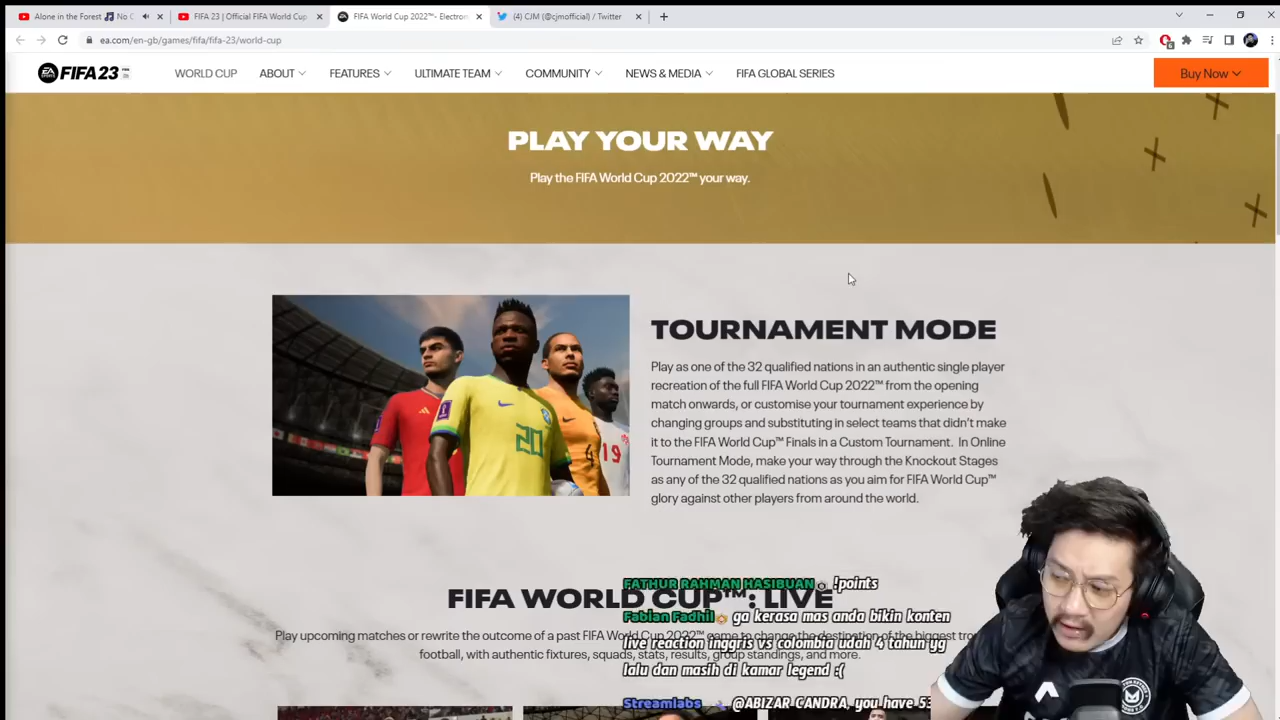 Alone in the Forest 🎵 No C
FIFA 23 | Official FIFA World Cup
FIFA World Cup 2022™ - Electron
(4) CJM (@cjmofficial) / Twitter
ea.com/en-gb/games/fifa/fifa-23/world-cup
6
EA SPORTS FIFA 23
WORLD CUP
ABOUT
FEATURES
ULTIMATE TEAM
COMMUNITY
NEWS & MEDIA
FIFA GLOBAL SERIES
Buy Now
PLAY YOUR WAY
Play the FIFA World Cup 2022™ your way.
20
4
19
TOURNAMENT MODE
Play as one of the 32 qualified nations in an authentic single player
recreation of the full FIFA World Cup 2022™ from the opening
match onwards, or customise your tournament experience by
changing groups and substituting in select teams that didn't make
it to the FIFA World Cup™ Finals in a Custom Tournament. In Online
Tournament Mode, make your way through the Knockout Stages
as any of the 32 qualified nations as you aim for FIFA World Cup™
glory against other players from around the world.
FIFA WORLD CUP™: LIVE
Play upcoming matches or rewrite the outcome of a past FIFA World Cup 2022™ game to change the destination of the biggest tro
football, with authentic fixtures, squads, stats, results, group standings, and more.
FATHUR RAHMAN HASIBUAN !points
Fabian Fadhil ga kerasa mas anda bikin konten
live reaction inggris vs colombia udah 4 tahun yg
lalu dan masih di kamar legend :(
Streamlabs @ABIZAR CANDRA, you have 53